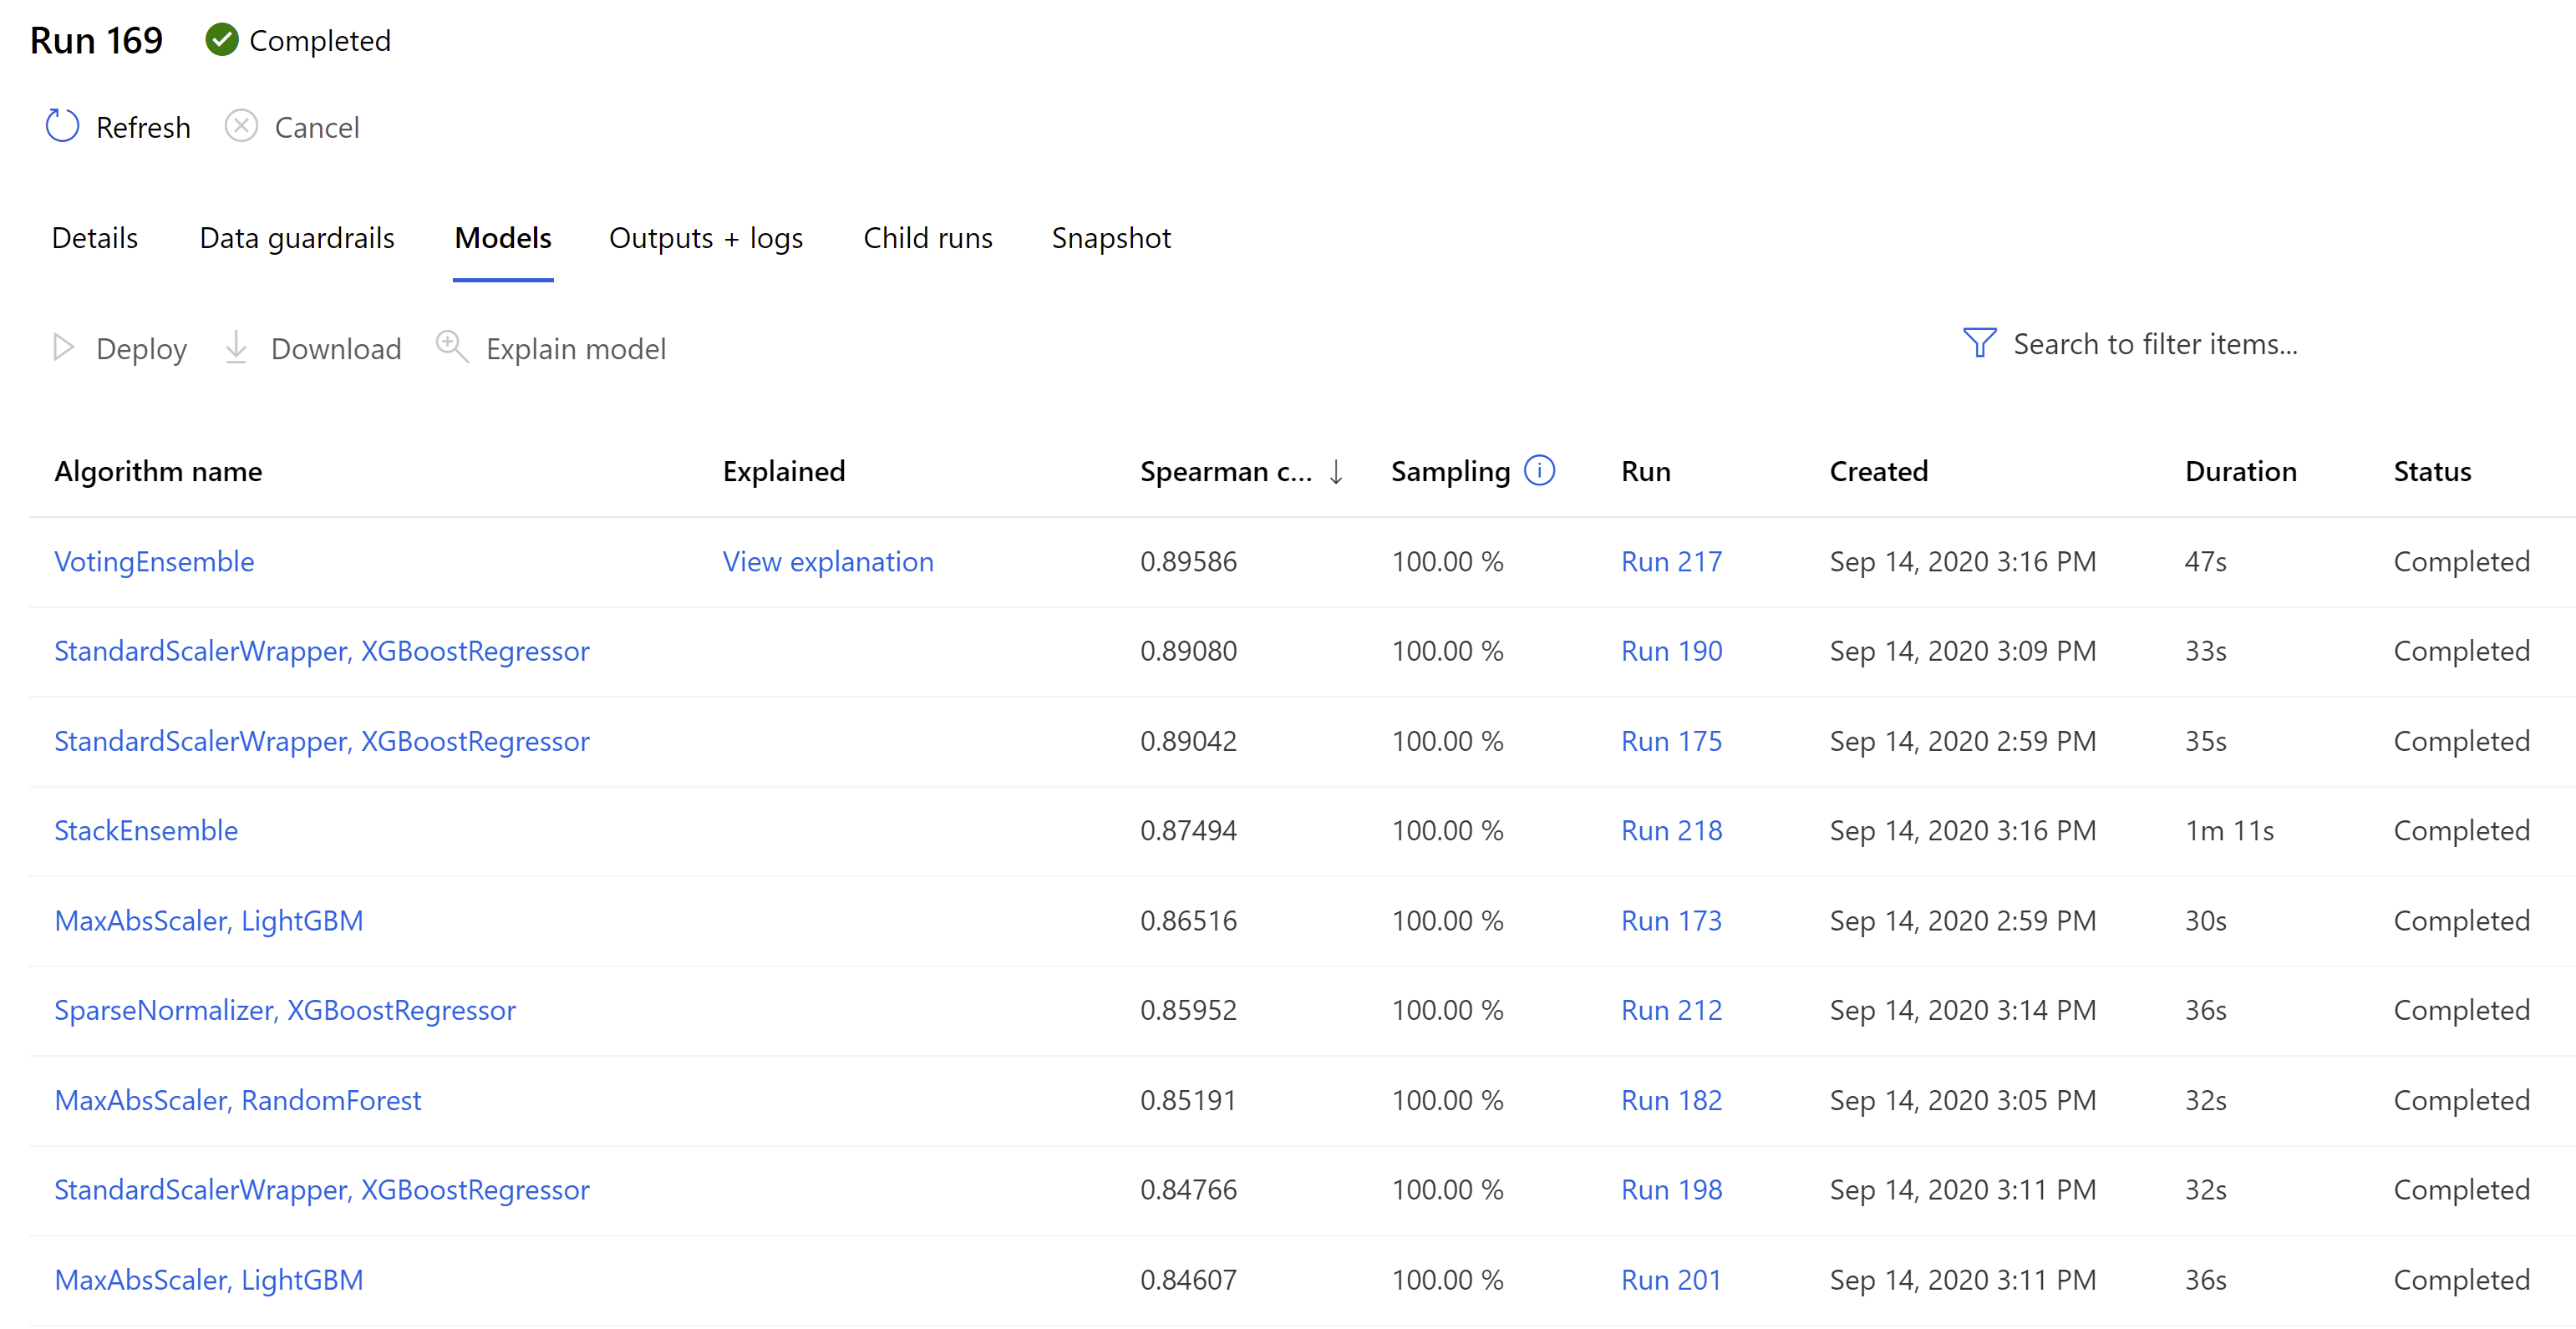 Run 169 Completed
Refresh Cancel
Details Data guardrails Models Outputs + logs Child runs Snapshot
Deploy Download Explain model Search to filter items...
Algorithm name Explained Spearman c... ↓ Sampling Run Created Duration Status
VotingEnsemble View explanation 0.89586 100.00 % Run 217 Sep 14, 2020 3:16 PM 47s Completed
StandardScalerWrapper, XGBoostRegressor 0.89080 100.00 % Run 190 Sep 14, 2020 3:09 PM 33s Completed
StandardScalerWrapper, XGBoostRegressor 0.89042 100.00 % Run 175 Sep 14, 2020 2:59 PM 35s Completed
StackEnsemble 0.87494 100.00 % Run 218 Sep 14, 2020 3:16 PM 1m 11s Completed
MaxAbsScaler, LightGBM 0.86516 100.00 % Run 173 Sep 14, 2020 2:59 PM 30s Completed
SparseNormalizer, XGBoostRegressor 0.85952 100.00 % Run 212 Sep 14, 2020 3:14 PM 36s Completed
MaxAbsScaler, RandomForest 0.85191 100.00 % Run 182 Sep 14, 2020 3:05 PM 32s Completed
StandardScalerWrapper, XGBoostRegressor 0.84766 100.00 % Run 198 Sep 14, 2020 3:11 PM 32s Completed
MaxAbsScaler, LightGBM 0.84607 100.00 % Run 201 Sep 14, 2020 3:11 PM 36s Completed